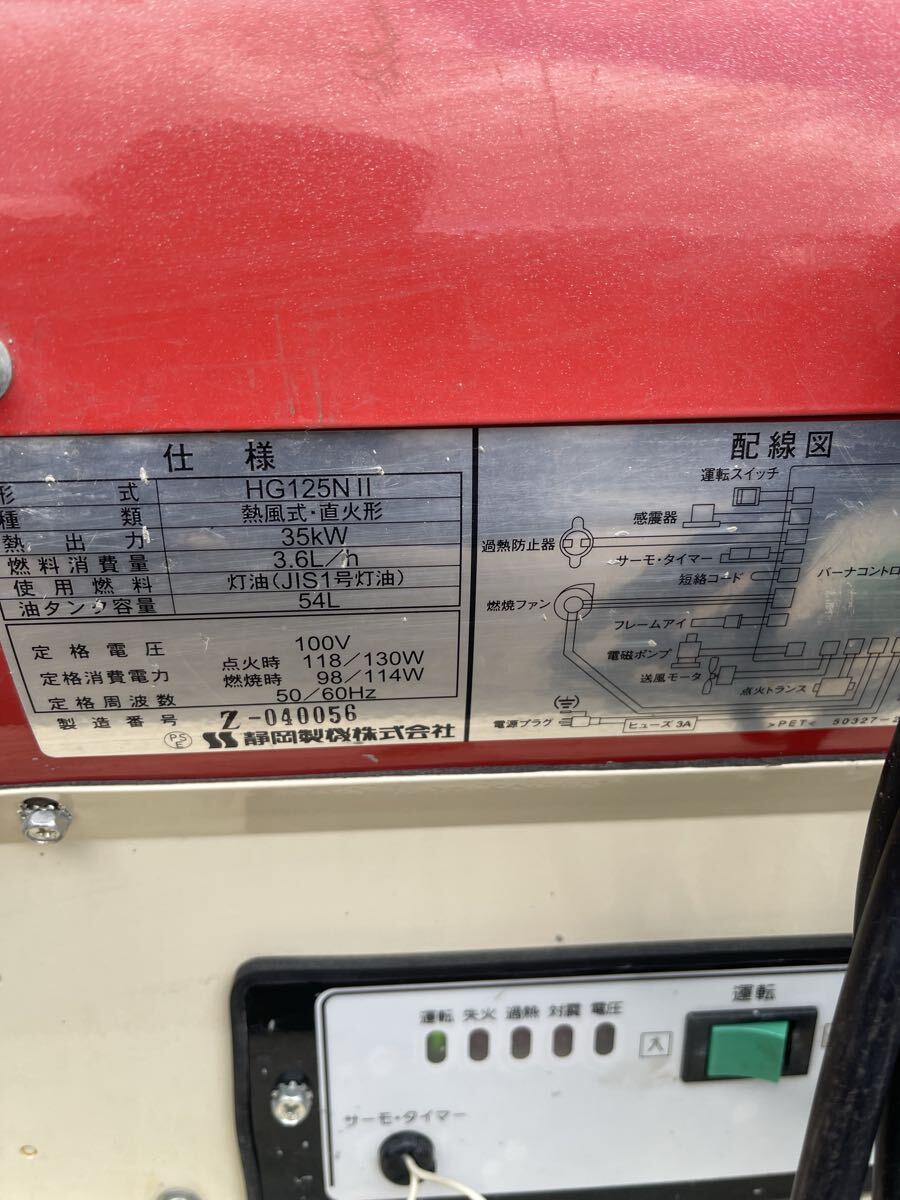 仕様
形式 HG125NⅡ
種類 熱風式・直火形
熱出力 35kW
燃料消費量 3.6L/h
使用燃料 灯油(JIS1号灯油)
油タンク容量 54L
定格電圧 100V
定格消費電力 点火時 118/130W
燃焼時 98/114W
定格周波数 50/60Hz
製造番号 Z-040056
PSE SS 静岡製機株式会社
配線図
運転スイッチ
感震器
過熱防止器
サーモ・タイマー
短絡コード
バーナコントロ
燃焼ファン
フレームアイ
電磁ポンプ
送風モータ
点火トランス
電源プラグ
ヒューズ3A
>PET< 50327-2
運転 失火 過熱 対震 電圧
運転
入
サーモ・タイマー